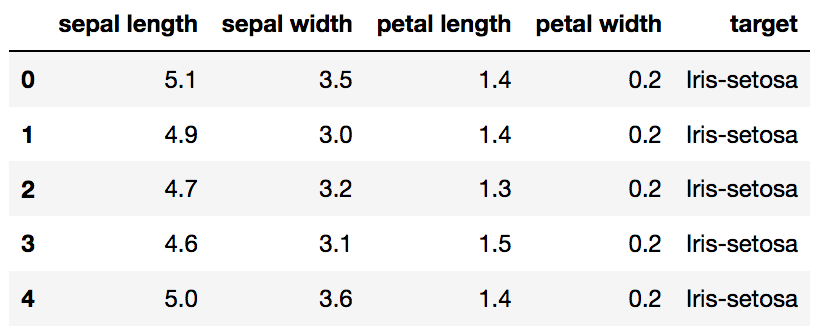 sepal length sepal width petal length petal width target
0 5.1 3.5 1.4 0.2 Iris-setosa
1 4.9 3.0 1.4 0.2 Iris-setosa
2 4.7 3.2 1.3 0.2 Iris-setosa
3 4.6 3.1 1.5 0.2 Iris-setosa
4 5.0 3.6 1.4 0.2 Iris-setosa